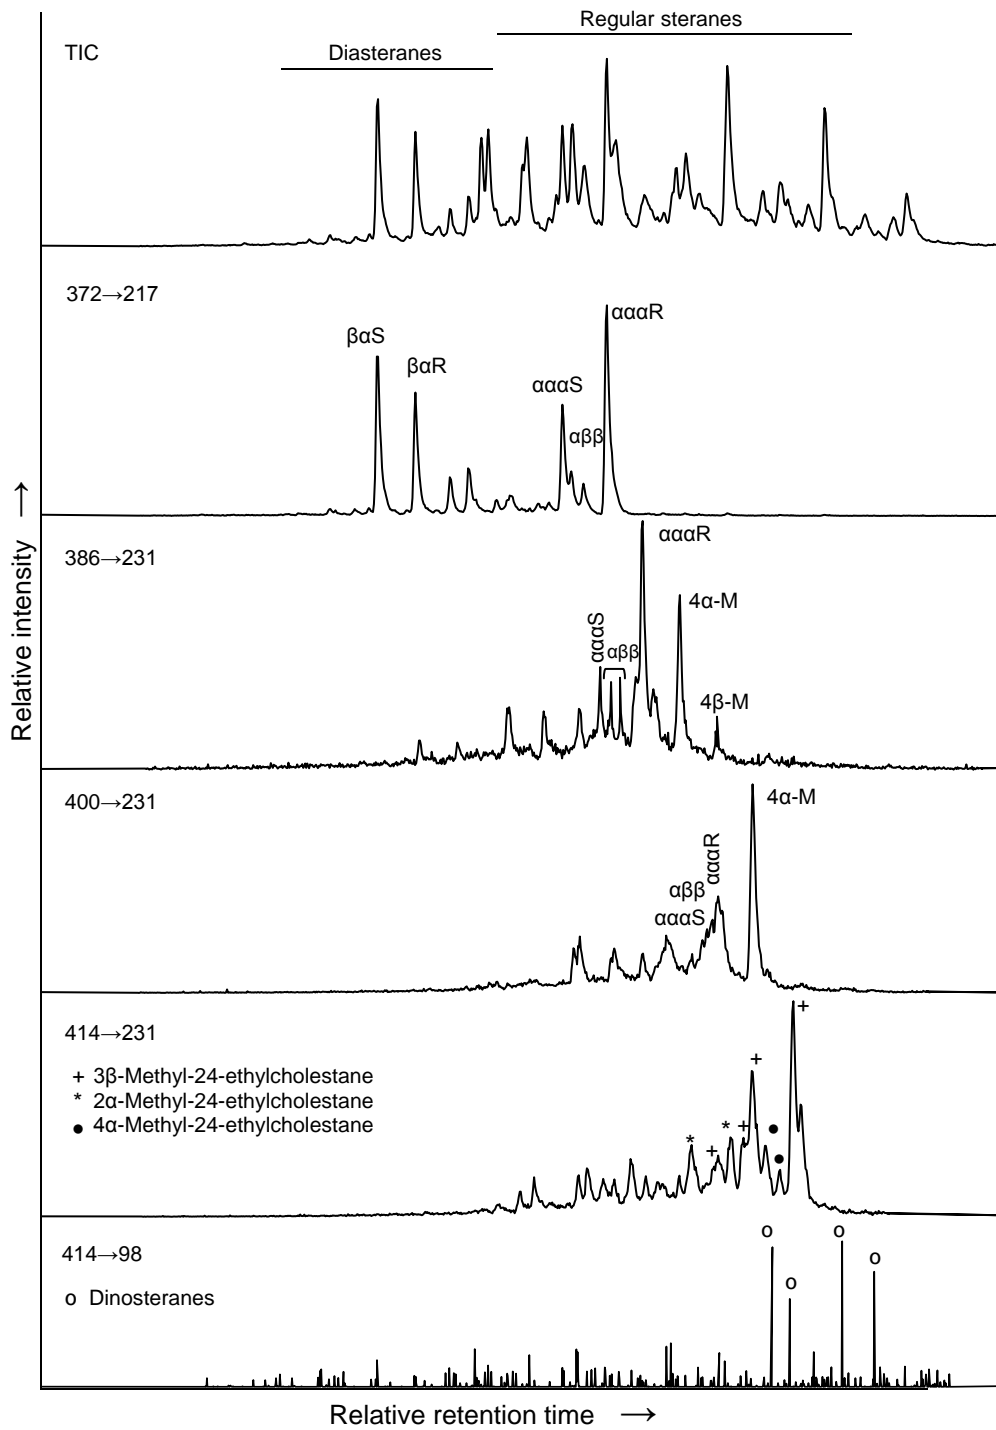 Regular steranes
TIC
Diasteranes
372→217
αααR
βαS
βαR
αααS
αββ
386→231
αααR
4α-M
αααS
αββ
4β-M
400→231
4α-M
αααR
αββ
αααS
414→231
+ 3β-Methyl-24-ethylcholestane
* 2α-Methyl-24-ethylcholestane
● 4α-Methyl-24-ethylcholestane
+
+
*
+
+
*
●
●
414→98
o Dinosteranes
o
o
o
o
Relative intensity →
Relative retention time →